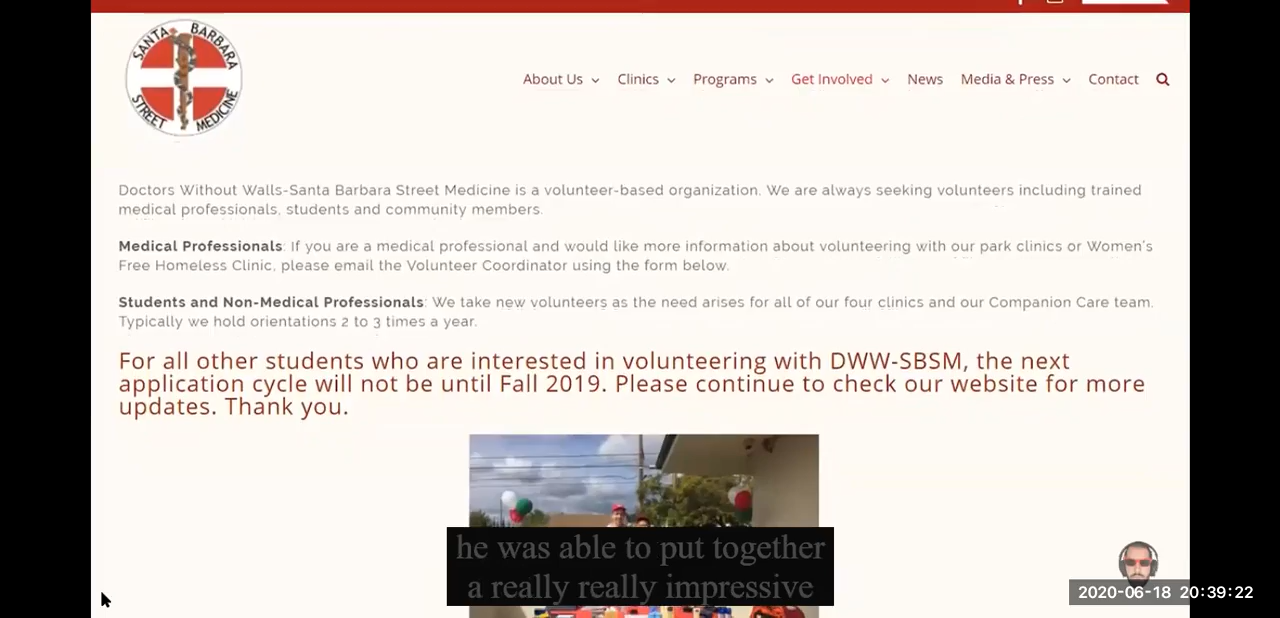 SANTA BARBARA
STREET MEDICINE
About Us
Clinics
Programs
Get Involved
News
Media & Press
Contact
Doctors Without Walls-Santa Barbara Street Medicine is a volunteer-based organization. We are always seeking volunteers including trained
medical professionals, students and community members.
Medical Professionals: If you are a medical professional and would like more information about volunteering with our park clinics or Women's
Free Homeless Clinic, please email the Volunteer Coordinator using the form below.
Students and Non-Medical Professionals: We take new volunteers as the need arises for all of our four clinics and our Companion Care team.
Typically we hold orientations 2 to 3 times a year.
For all other students who are interested in volunteering with DWW-SBSM, the next
application cycle will not be until Fall 2019. Please continue to check our website for more
updates. Thank you.
he was able to put together
a really really impressive
2020-06-18 20:39:22